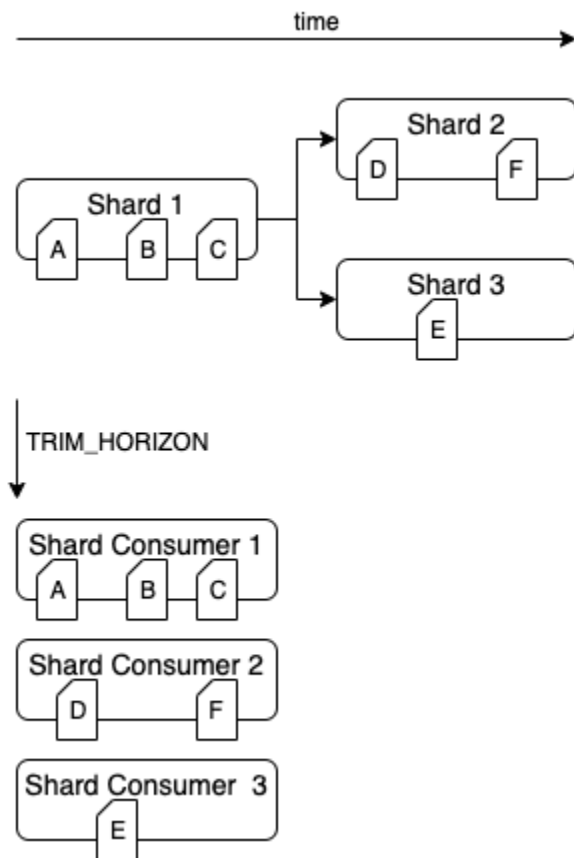 time
Shard 2
D
F
Shard 1
A
B
C
Shard 3
E
TRIM_HORIZON
Shard Consumer 1
A
B
C
Shard Consumer 2
D
F
Shard Consumer 3
E